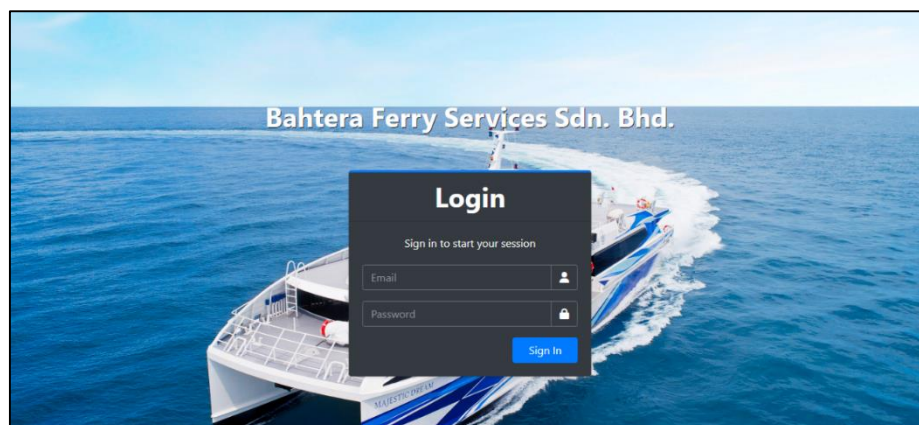 Bahtera Ferry Services Sdn. Bhd.
Login
Sign in to start your session
Email
Password
Sign In
MAJESTIC DREAM